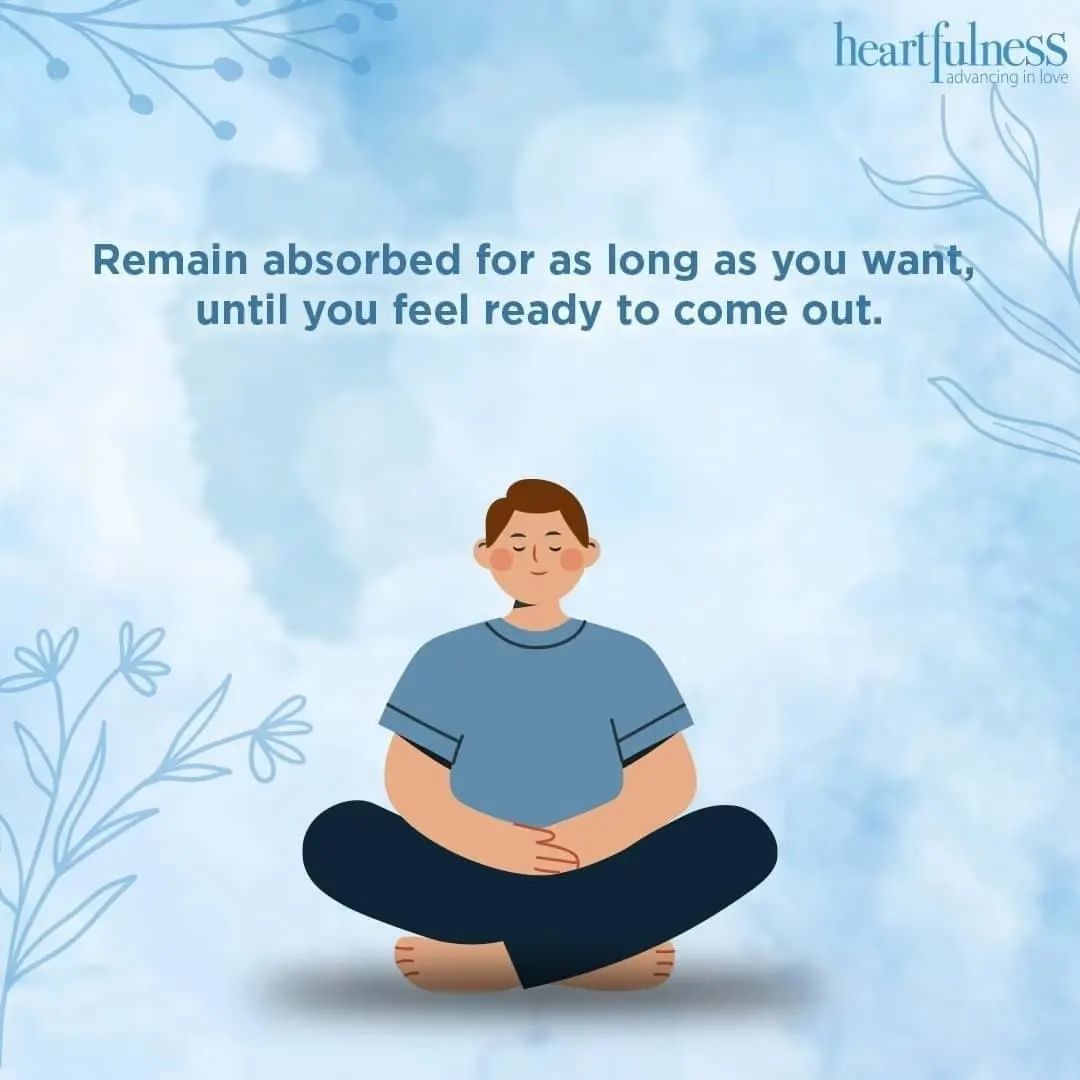 heartfulness
advancing in love
Remain absorbed for as long as you want,
until you feel ready to come out.